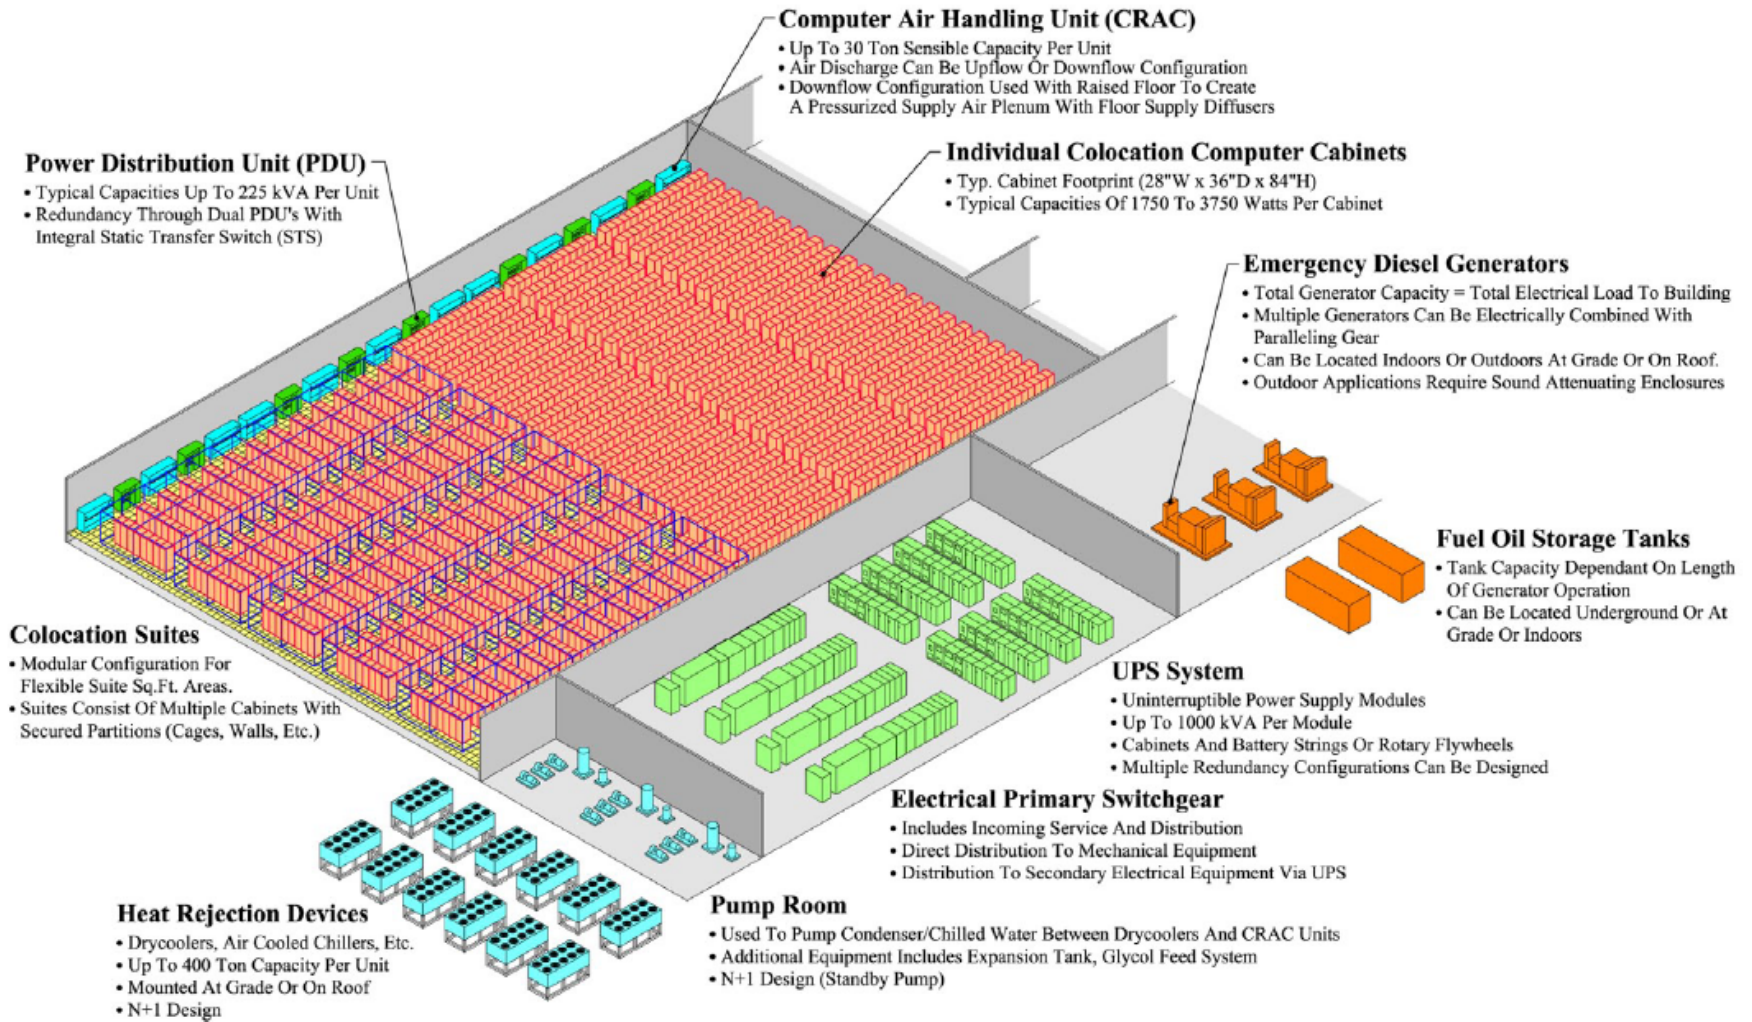 Computer Air Handling Unit (CRAC)
• Up To 30 Ton Sensible Capacity Per Unit
• Air Discharge Can Be Upflow Or Downflow Configuration
• Downflow Configuration Used With Raised Floor To Create
A Pressurized Supply Air Plenum With Floor Supply Diffusers
Power Distribution Unit (PDU)
• Typical Capacities Up To 225 kVA Per Unit
• Redundancy Through Dual PDU's With
Integral Static Transfer Switch (STS)
Individual Colocation Computer Cabinets
• Typ. Cabinet Footprint (28"W x 36"D x 84"H)
• Typical Capacities Of 1750 To 3750 Watts Per Cabinet
Emergency Diesel Generators
• Total Generator Capacity = Total Electrical Load To Building
• Multiple Generators Can Be Electrically Combined With
Paralleling Gear
• Can Be Located Indoors Or Outdoors At Grade Or On Roof.
• Outdoor Applications Require Sound Attenuating Enclosures
Fuel Oil Storage Tanks
• Tank Capacity Dependant On Length
Of Generator Operation
• Can Be Located Underground Or At
Grade Or Indoors
Colocation Suites
• Modular Configuration For
Flexible Suite Sq.Ft. Areas.
• Suites Consist Of Multiple Cabinets With
Secured Partitions (Cages, Walls, Etc.)
UPS System
• Uninterruptible Power Supply Modules
• Up To 1000 kVA Per Module
• Cabinets And Battery Strings Or Rotary Flywheels
• Multiple Redundancy Configurations Can Be Designed
Electrical Primary Switchgear
• Includes Incoming Service And Distribution
• Direct Distribution To Mechanical Equipment
• Distribution To Secondary Electrical Equipment Via UPS
Pump Room
• Used To Pump Condenser/Chilled Water Between Drycoolers And CRAC Units
• Additional Equipment Includes Expansion Tank, Glycol Feed System
• N+1 Design (Standby Pump)
Heat Rejection Devices
• Drycoolers, Air Cooled Chillers, Etc.
• Up To 400 Ton Capacity Per Unit
• Mounted At Grade Or On Roof
• N+1 Design